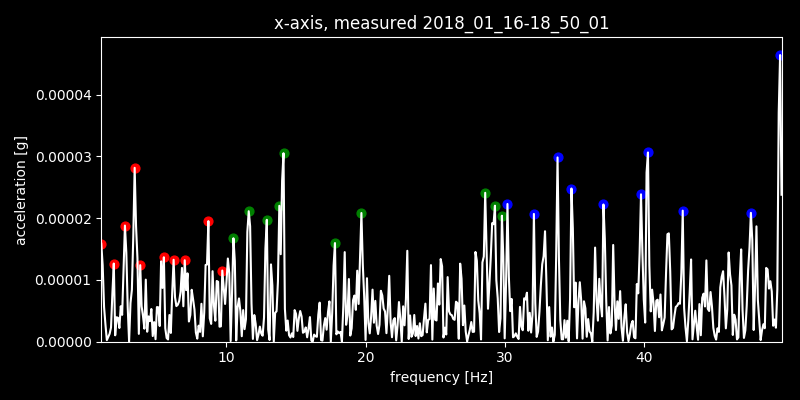 x-axis, measured 2018_01_16-18_50_01
0.00004
0.00003
0.00002
0.00001
0.00000
acceleration [g]
10 20 30 40
frequency [Hz]